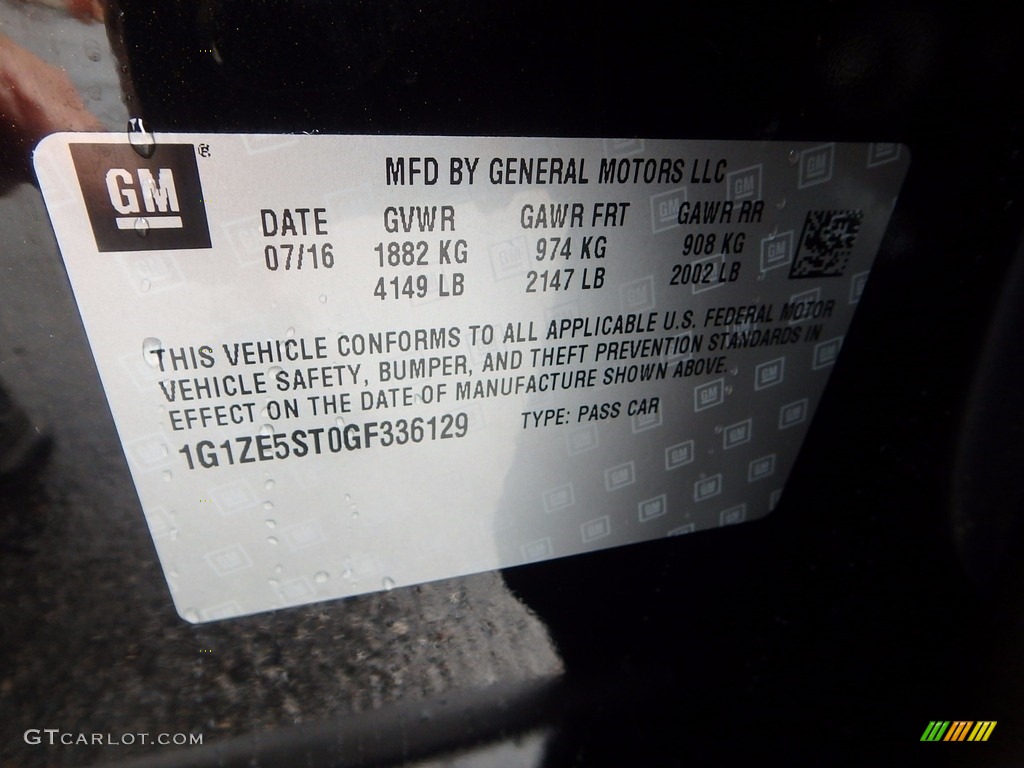 GM ®
MFD BY GENERAL MOTORS LLC
DATE GVWR GAWR FRT GAWR RR
07/16 1882 KG 974 KG 908 KG
4149 LB 2147 LB 2002 LB
THIS VEHICLE CONFORMS TO ALL APPLICABLE U.S. FEDERAL MOTOR
VEHICLE SAFETY, BUMPER, AND THEFT PREVENTION STANDARDS IN
EFFECT ON THE DATE OF MANUFACTURE SHOWN ABOVE.
1G1ZE5ST0GF336129 TYPE: PASS CAR
GTCARLOT.COM